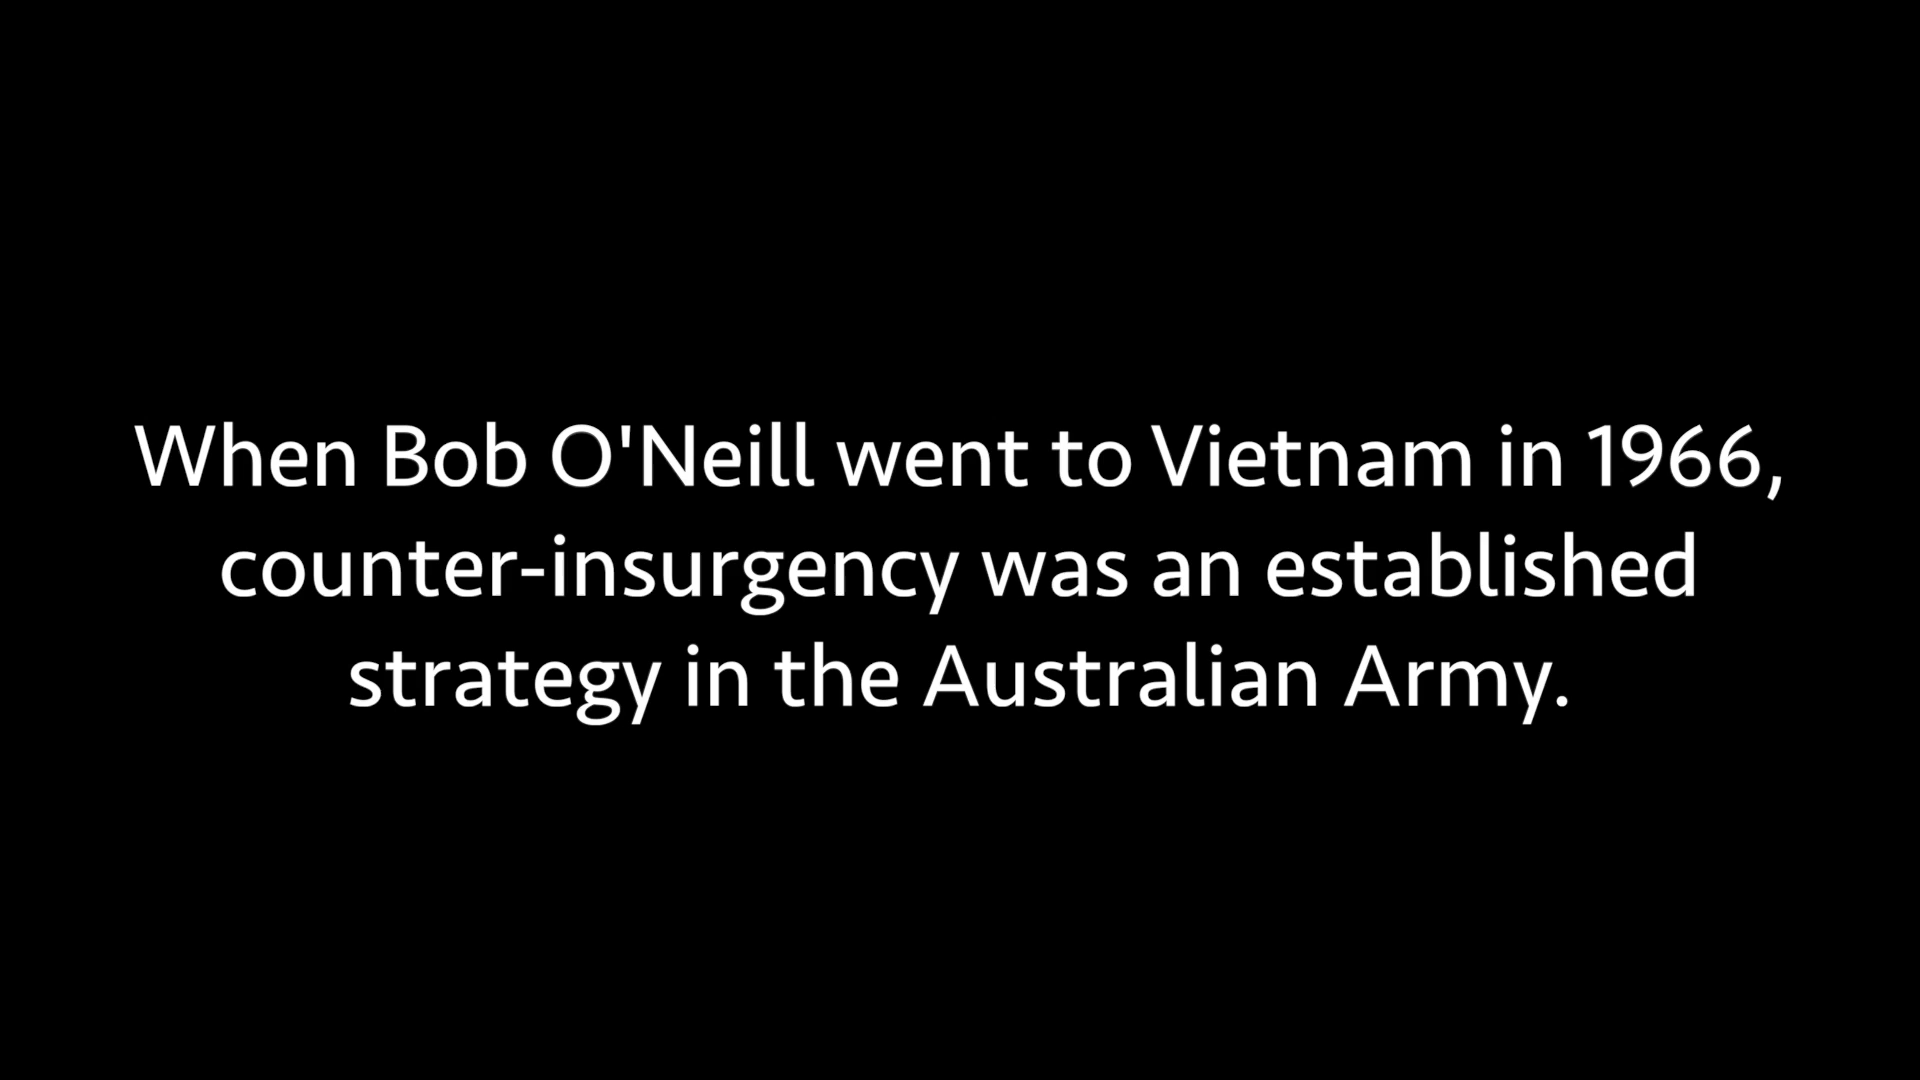 When Bob O'Neill went to Vietnam in 1966,
counter-insurgency was an established
strategy in the Australian Army.